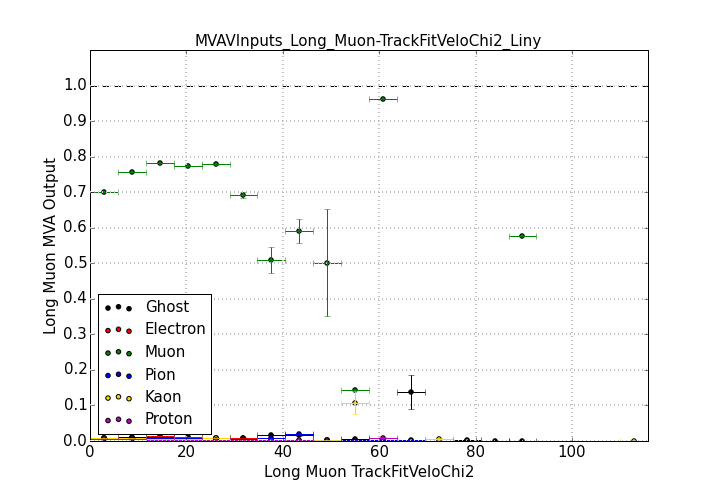 MVAVInputs_Long_Muon-TrackFitVeloChi2_Liny
1.0
0.9
0.8
0.7
0.6
0.5
0.4
0.3
0.2
0.1
0.0
Long Muon MVA Output
Ghost
Electron
Muon
Pion
Kaon
Proton
0 20 40 60 80 100
Long Muon TrackFitVeloChi2